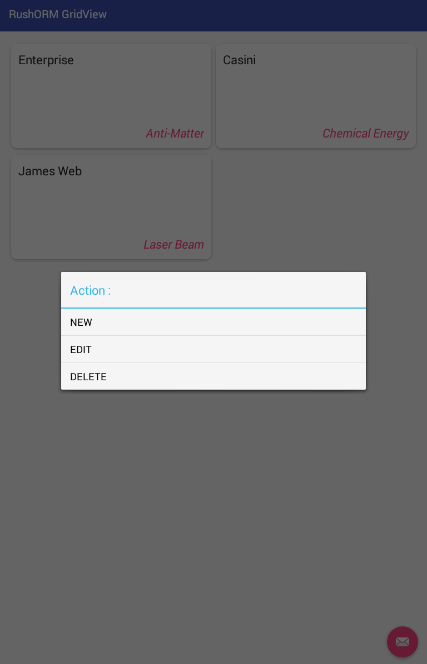 RushORM GridView
Enterprise
Casini
Anti-Matter
Chemical Energy
James Web
Laser Beam
Action :
NEW
EDIT
DELETE